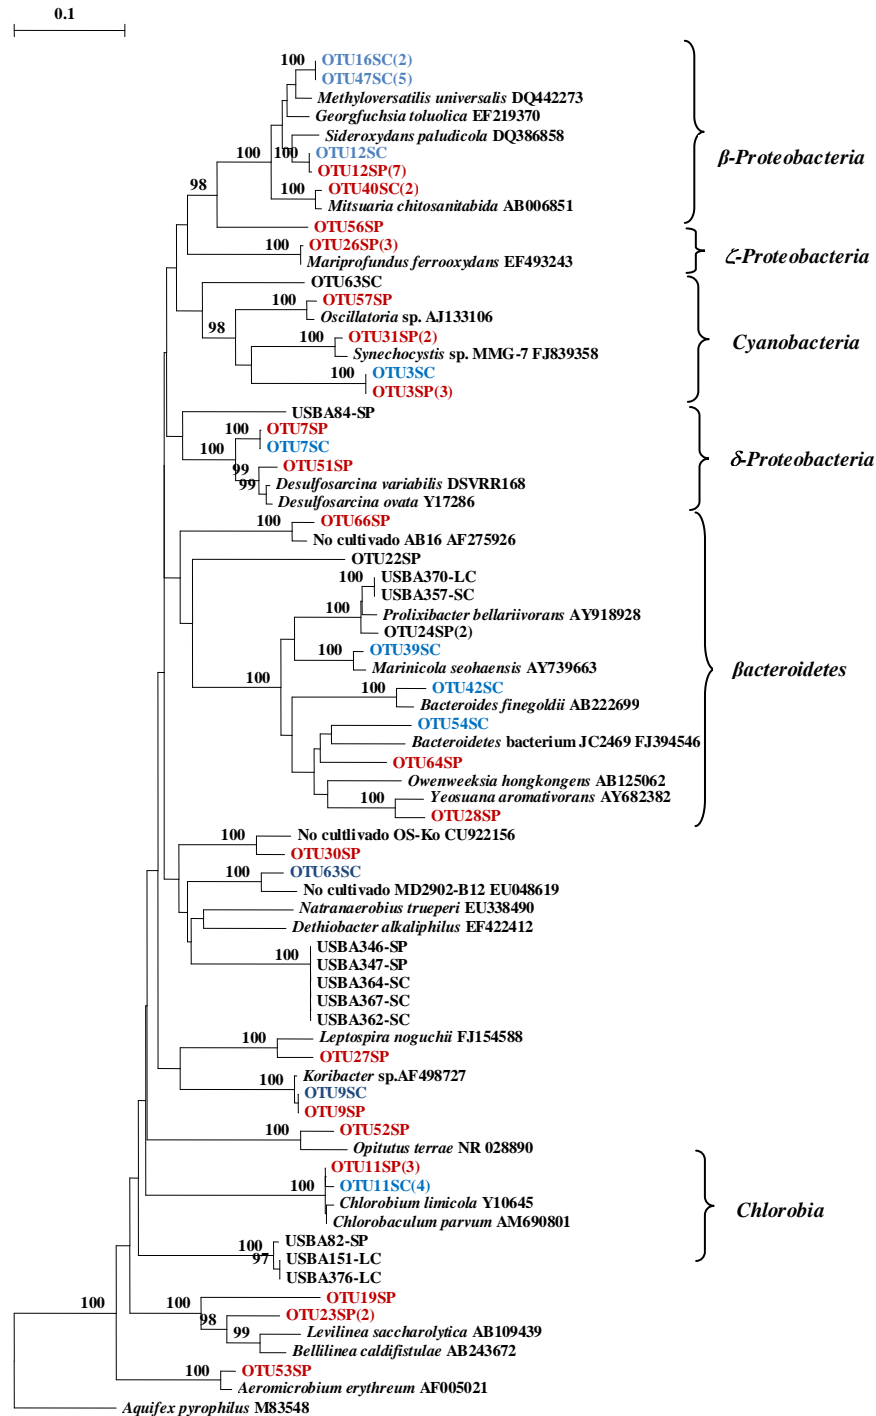 0.1
100
OTU16SC(2)
OTU47SC(5)
Methyloversatilis universalis DQ442273
Georgfuchsia toluolica EF219370
Sideroxydans paludicola DQ386858
100
100
OTU12SC
OTU12SP(7)
β-Proteobacteria
98
100
OTU40SC(2)
Mitsuaria chitosanitabida AB006851
OTU56SP
100
OTU26SP(3)
Mariprofundus ferrooxydans EF493243
ζ-Proteobacteria
OTU63SC
100
OTU57SP
Oscillatoria sp. AJ133106
98
100
OTU31SP(2)
Cyanobacteria
Synechocystis sp. MMG-7 FJ839358
100
OTU3SC
OTU3SP(3)
USBA84-SP
100
OTU7SP
100
OTU7SC
δ-Proteobacteria
99
OTU51SP
99
Desulfosarcina variabilis DSVRR168
Desulfosarcina ovata Y17286
100
OTU66SP
No cultivado AB16 AF275926
OTU22SP
100
USBA370-LC
USBA357-SC
100
Prolixibacter bellariivorans AY918928
OTU24SP(2)
100
OTU39SC
Marinicola seohaensis AY739663
βacteroidetes
100
100
OTU42SC
Bacteroides finegoldii AB222699
OTU54SC
Bacteroidetes bacterium JC2469 FJ394546
OTU64SP
Owenweeksia hongkongens AB125062
100
Yeosuana aromativorans AY682382
OTU28SP
100
No cultlivado OS-Ko CU922156
OTU30SP
100
OTU63SC
No cultivado MD2902-B12 EU048619
Natranaerobius trueperi EU338490
Dethiobacter alkaliphilus EF422412
100
USBA346-SP
USBA347-SP
USBA364-SC
USBA367-SC
USBA362-SC
100
Leptospira noguchii FJ154588
OTU27SP
100
Koribacter sp.AF498727
OTU9SC
OTU9SP
100
OTU52SP
Opitutus terrae NR 028890
OTU11SP(3)
100
OTU11SC(4)
Chlorobium limicola Y10645
Chlorobia
Chlorobaculum parvum AM690801
100
USBA82-SP
97
USBA151-LC
USBA376-LC
100
100
OTU19SP
98
OTU23SP(2)
99
Levilinea saccharolytica AB109439
Bellilinea caldifistulae AB243672
100
OTU53SP
Aeromicrobium erythreum AF005021
Aquifex pyrophilus M83548